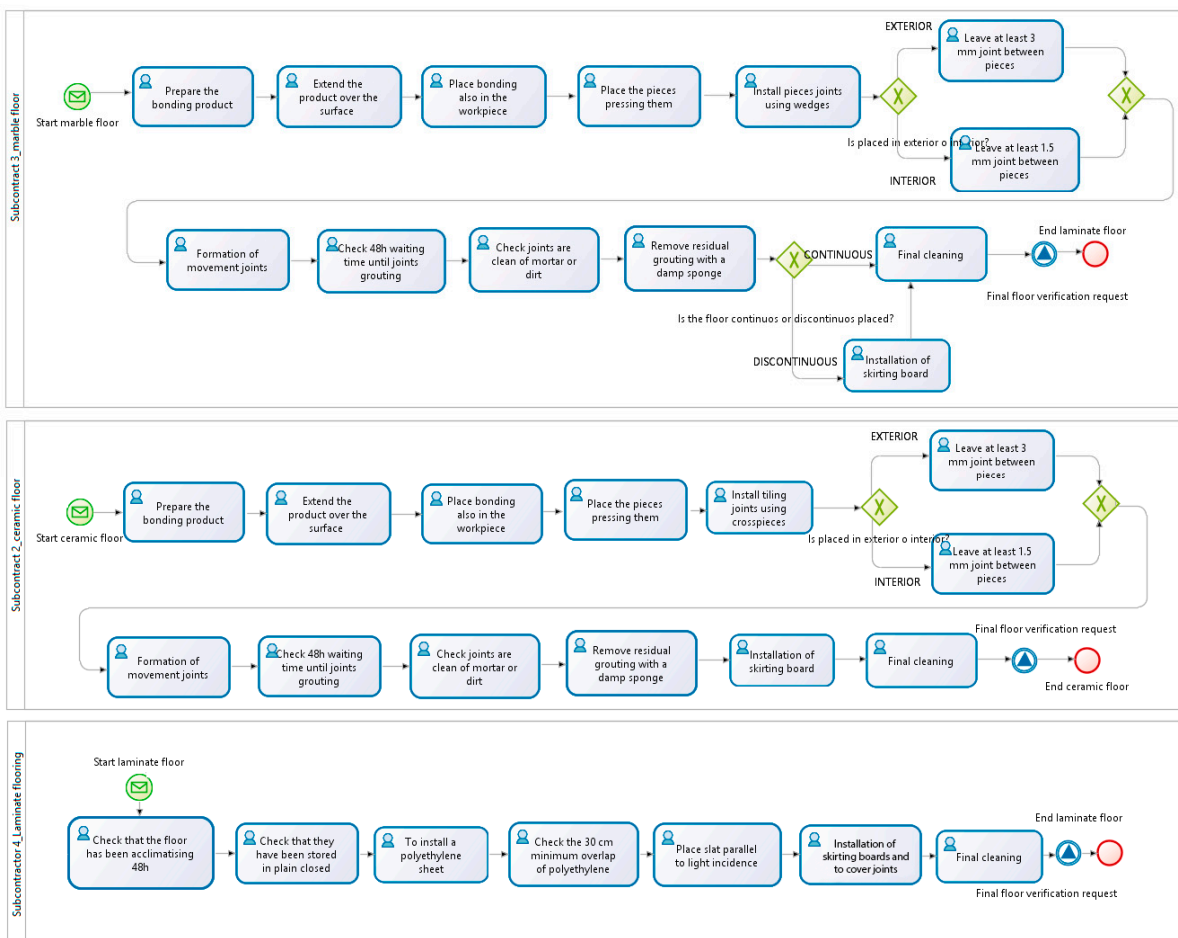 Subcontract 3_marble floor
Start marble floor
Prepare the
bonding product
Extend the
product over the
surface
Place bonding
also in the
workpiece
Place the pieces
pressing them
Install pieces joints
using wedges
Is placed in exterior o interior?
EXTERIOR
Leave at least 3
mm joint between
pieces
INTERIOR
Leave at least 1.5
mm joint between
pieces
Formation of
movement joints
Check 48h waiting
time until joints
grouting
Check joints are
clean of mortar or
dirt
Remove residual
grouting with a
damp sponge
Is the floor continuos or discontinuos placed?
CONTINUOUS
DISCONTINUOUS
Installation of
skirting board
Final cleaning
Final floor verification request
End laminate floor
Subcontract 2_ceramic floor
Start ceramic floor
Prepare the
bonding product
Extend the
product over the
surface
Place bonding
also in the
workpiece
Place the pieces
pressing them
Install tiling
joints using
crosspieces
Is placed in exterior o interior?
EXTERIOR
Leave at least 3
mm joint between
pieces
INTERIOR
Leave at least 1.5
mm joint between
pieces
Formation of
movement joints
Check 48h waiting
time until joints
grouting
Check joints are
clean of mortar or
dirt
Remove residual
grouting with a
damp sponge
Installation of
skirting board
Final cleaning
Final floor verification request
End ceramic floor
Subcontractor 4_Laminate flooring
Start laminate floor
Check that the floor
has been acclimatising
48h
Check that they
have been stored
in plain closed
To install a
polyethylene
sheet
Check the 30 cm
minimum overlap
of polyethylene
Place slat parallel
to light incidence
Installation of
skirting boards and
to cover joints
Final cleaning
Final floor verification request
End laminate floor